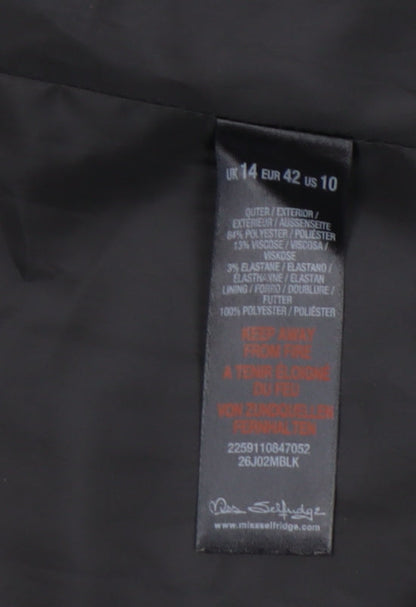 UK 14 EUR 42 US 10
OUTER / EXTERIOR /
EXTÉRIEUR / AUSSENSEITE
84% POLYESTER / POLIÉSTER
13% VISCOSE / VISCOSA /
VISKOSE
3% ELASTANE / ELASTANO /
ÉLASTHANNE / ELASTAN
LINING / FORRO / DOUBLURE /
FUTTER
100% POLYESTER / POLIÉSTER
KEEP AWAY
FROM FIRE
A TENIR ÉLOIGNÉ
DU FEU
VON ZÜNDQUELLEN
FERNHALTEN
2259110847052
26J02MBLK
Miss Selfridge
www.missselfridge.com